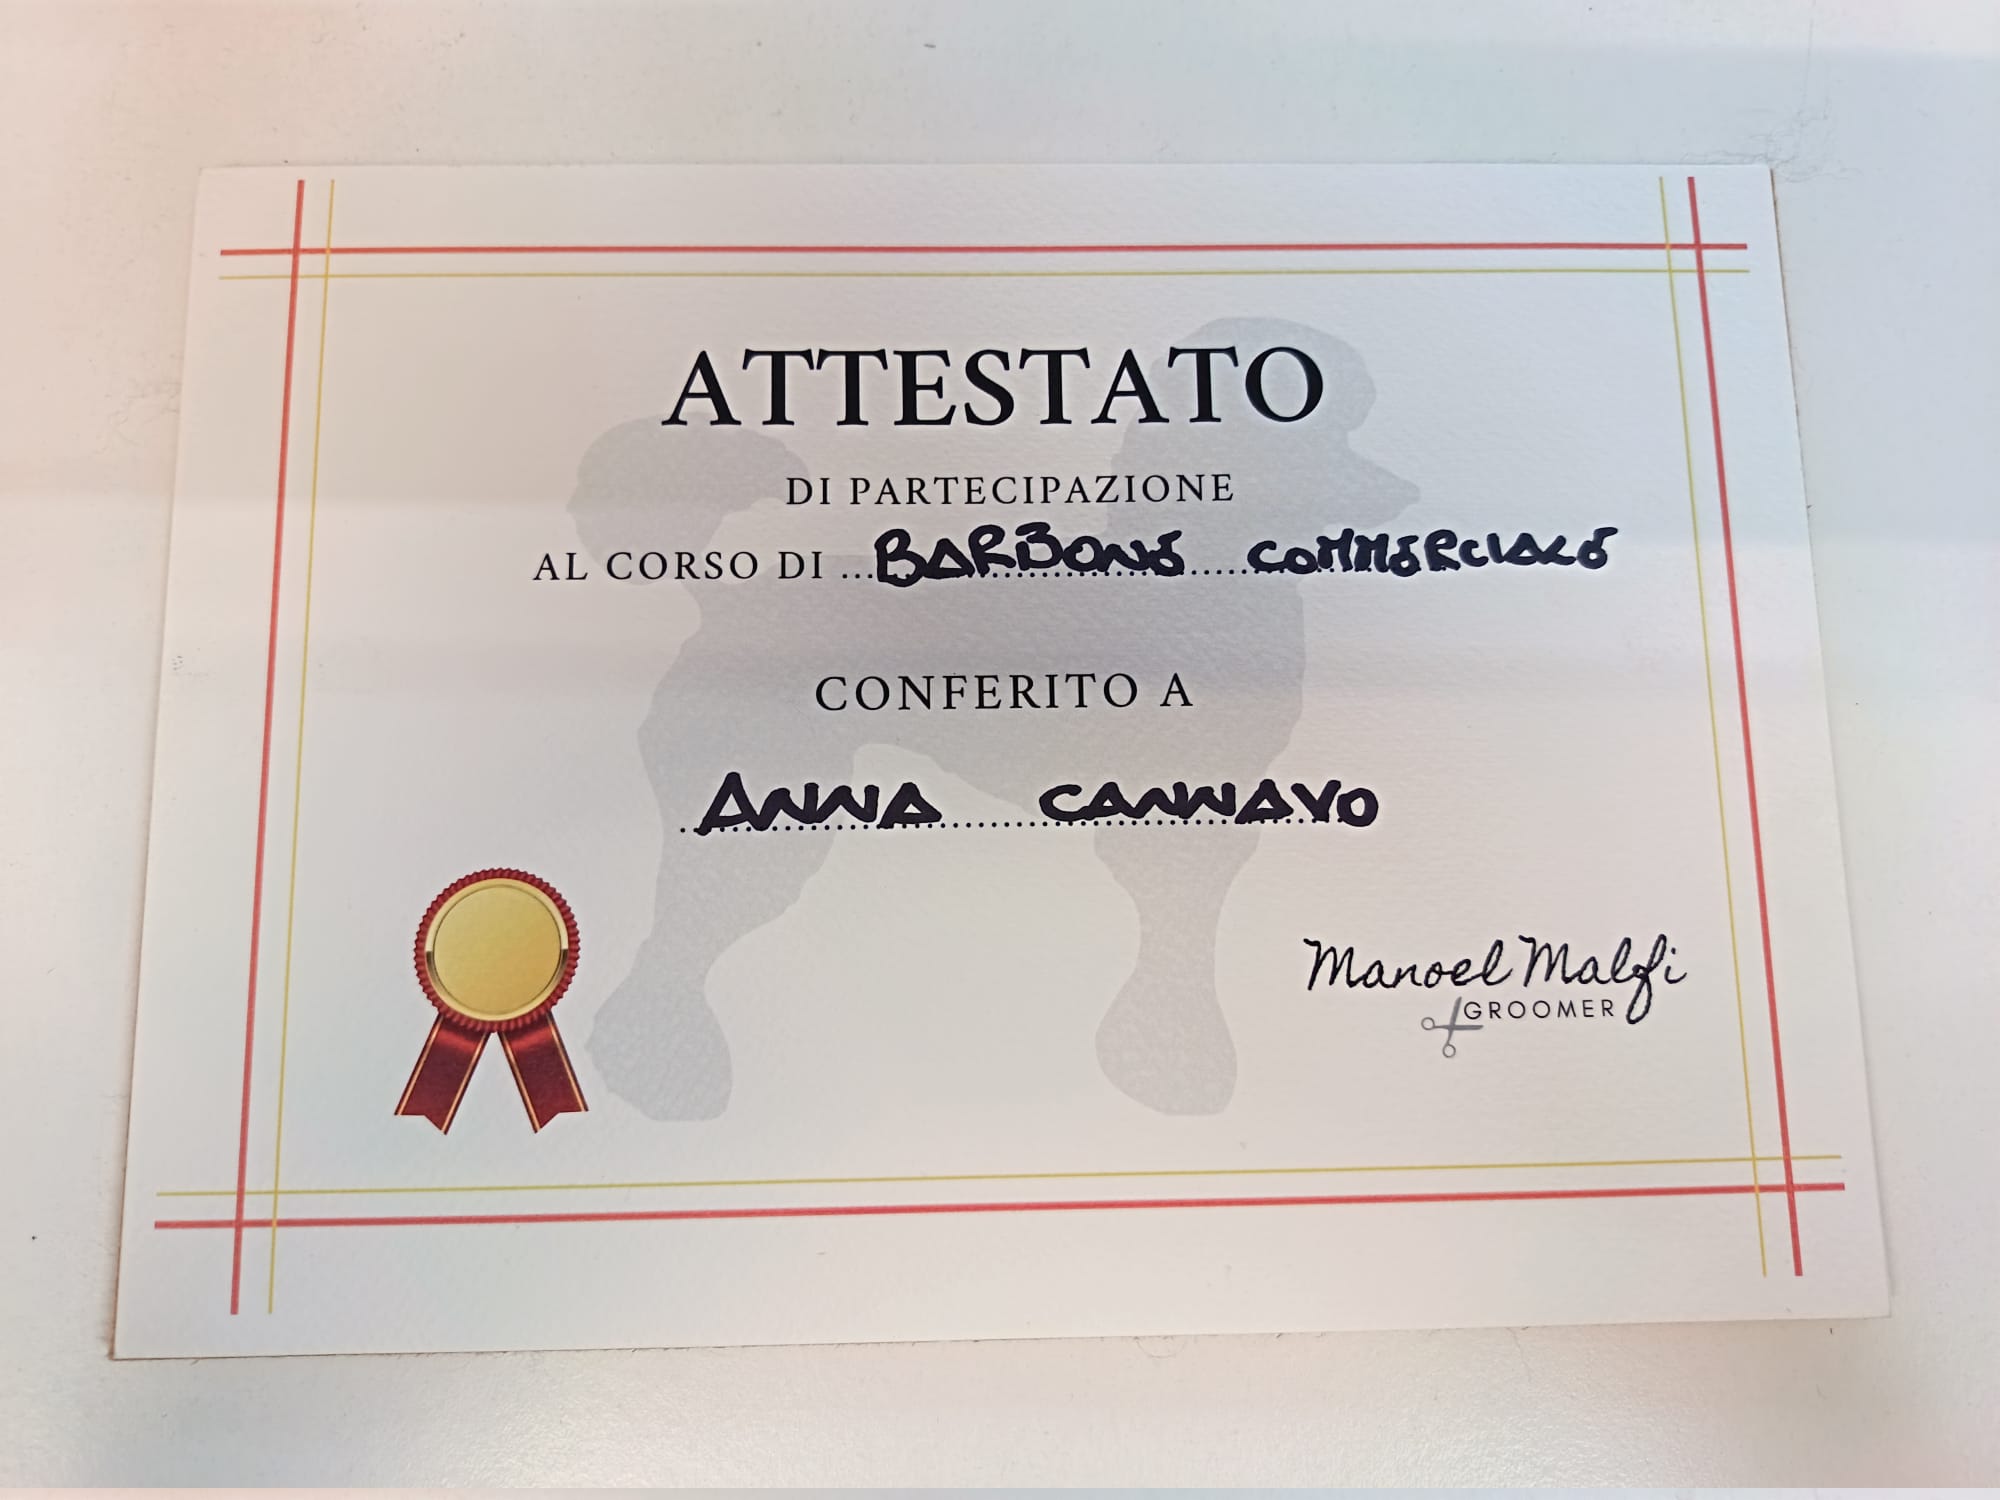 ATTESTATO
DI PARTECIPAZIONE
AL CORSO DI ...BARBONE.....COMMERCIALE
CONFERITO A
ANNA CANNAVO
Manoel Malfi
GROOMER